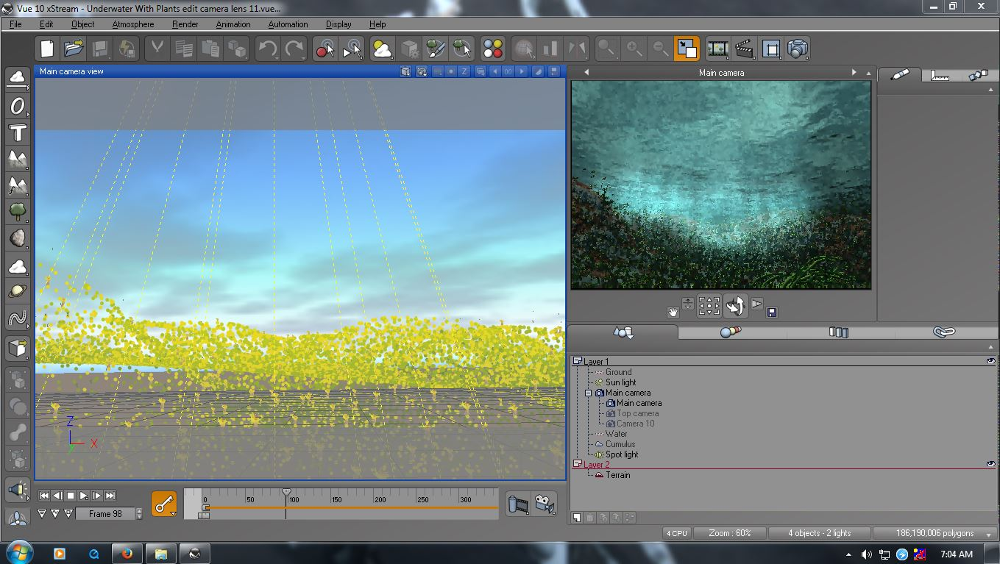 Vue 10 xStream - Underwater With Plants edit camera lens 11.vue...
File Edit Object Atmosphere Render Animation Automation Display Help
Main camera view
Main camera
Z
X
Y
Layer 1
Ground
Sun light
Main camera
Main camera
Top camera
Camera 10
Water
Cumulus
Spot light
Layer 2
Terrain
Frame 98
0 50 100 150 200 250 300
4 CPU
Zoom : 60%
4 objects - 2 lights
186,190,006 polygons
7:04 AM